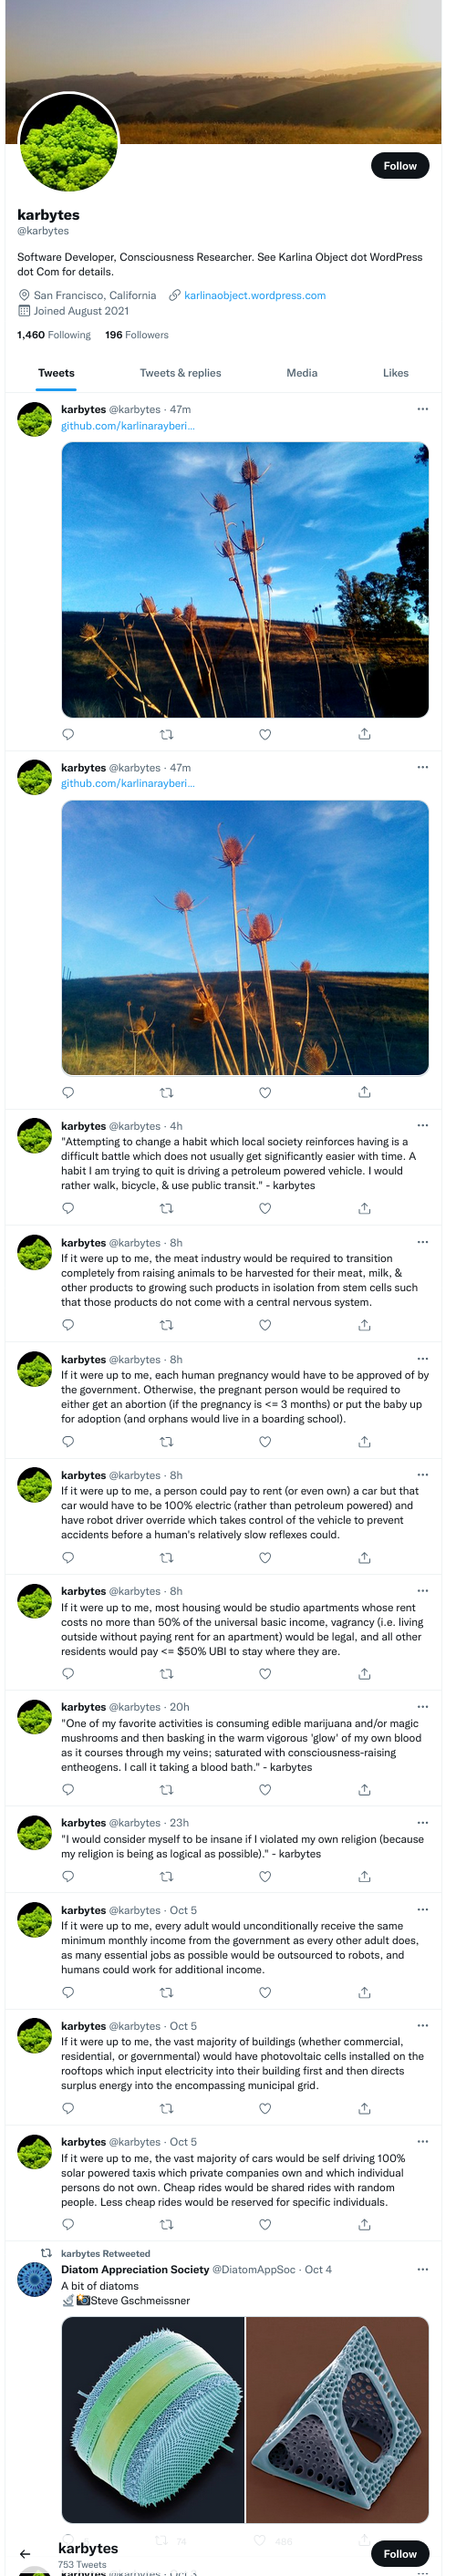 Follow
karbytes
@karbytes
Software Developer, Consciousness Researcher. See Karlina Object dot WordPress
dot Com for details.
San Francisco, California karlinaobject.wordpress.com
Joined August 2021
1,460 Following 196 Followers
Tweets Tweets & replies Media Likes
karbytes @karbytes · 47m
github.com/karlinarayberi...
karbytes @karbytes · 47m
github.com/karlinarayberi...
karbytes @karbytes · 4h
"Attempting to change a habit which local society reinforces having is a
difficult battle which does not usually get significantly easier with time. A
habit I am trying to quit is driving a petroleum powered vehicle. I would
rather walk, bicycle, & use public transit." - karbytes
karbytes @karbytes · 8h
If it were up to me, the meat industry would be required to transition
completely from raising animals to be harvested for their meat, milk, &
other products to growing such products in isolation from stem cells such
that those products do not come with a central nervous system.
karbytes @karbytes · 8h
If it were up to me, each human pregnancy would have to be approved of by
the government. Otherwise, the pregnant person would be required to
either get an abortion (if the pregnancy is <= 3 months) or put the baby up
for adoption (and orphans would live in a boarding school).
karbytes @karbytes · 8h
If it were up to me, a person could pay to rent (or even own) a car but that
car would have to be 100% electric (rather than petroleum powered) and
have robot driver override which takes control of the vehicle to prevent
accidents before a human's relatively slow reflexes could.
karbytes @karbytes · 8h
If it were up to me, most housing would be studio apartments whose rent
costs no more than 50% of the universal basic income, vagrancy (i.e. living
outside without paying rent for an apartment) would be legal, and all other
residents would pay <= $50% UBI to stay where they are.
karbytes @karbytes · 20h
"One of my favorite activities is consuming edible marijuana and/or magic
mushrooms and then basking in the warm vigorous 'glow' of my own blood
as it courses through my veins; saturated with consciousness-raising
entheogens. I call it taking a blood bath." - karbytes
karbytes @karbytes · 23h
"I would consider myself to be insane if I violated my own religion (because
my religion is being as logical as possible)." - karbytes
karbytes @karbytes · Oct 5
If it were up to me, every adult would unconditionally receive the same
minimum monthly income from the government as every other adult does,
as many essential jobs as possible would be outsourced to robots, and
humans could work for additional income.
karbytes @karbytes · Oct 5
If it were up to me, the vast majority of buildings (whether commercial,
residential, or governmental) would have photovoltaic cells installed on the
rooftops which input electricity into their building first and then directs
surplus energy into the encompassing municipal grid.
karbytes @karbytes · Oct 5
If it were up to me, the vast majority of cars would be self driving 100%
solar powered taxis which private companies own and which individual
people do not own. Cheap rides would be shared rides with random
people. Less cheap rides would be reserved for specific individuals.
karbytes Retweeted
Diatom Appreciation Society @DiatomAppSoc · Oct 4
A bit of diatoms
Steve Gschmeissner
74
karbytes
753 Tweets
Follow
karbytes @karbytes · Oct 3